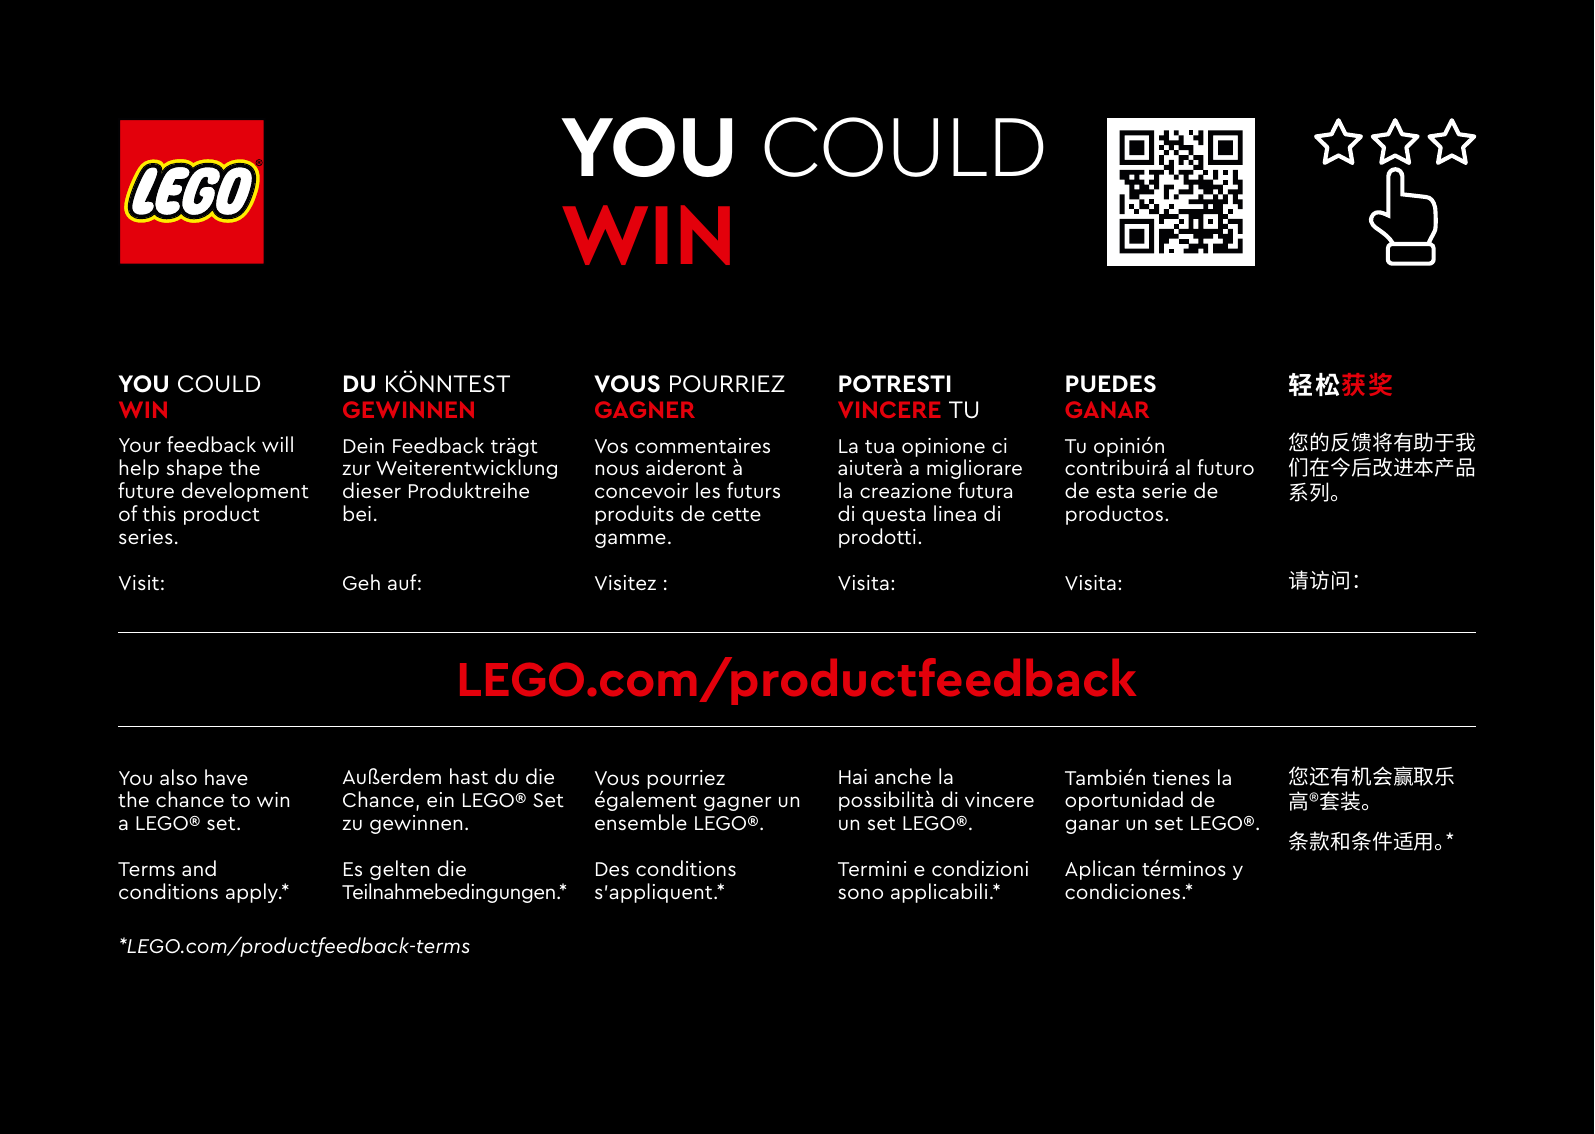 LEGO®
YOU COULD
WIN
YOU COULD
WIN
Your feedback will
help shape the
future development
of this product
series.
Visit:
DU KÖNNTEST
GEWINNEN
Dein Feedback trägt
zur Weiterentwicklung
dieser Produktreihe
bei.
Geh auf:
VOUS POURRIEZ
GAGNER
Vos commentaires
nous aideront à
concevoir les futurs
produits de cette
gamme.
Visitez :
POTRESTI
VINCERE TU
La tua opinione ci
aiuterà a migliorare
la creazione futura
di questa linea di
prodotti.
Visita:
PUEDES
GANAR
Tu opinión
contribuirá al futuro
de esta serie de
productos.
Visita:
轻松获奖
您的反馈将有助于我
们在今后改进本产品
系列。
请访问：
LEGO.com/productfeedback
You also have
the chance to win
a LEGO® set.
Terms and
conditions apply.*
Außerdem hast du die
Chance, ein LEGO® Set
zu gewinnen.
Es gelten die
Teilnahmebedingungen.*
Vous pourriez
également gagner un
ensemble LEGO®.
Des conditions
s'appliquent.*
Hai anche la
possibilità di vincere
un set LEGO®.
Termini e condizioni
sono applicabili.*
También tienes la
oportunidad de
ganar un set LEGO®.
Aplican términos y
condiciones.*
您还有机会赢取乐
高®套装。
条款和条件适用。*
*LEGO.com/productfeedback-terms